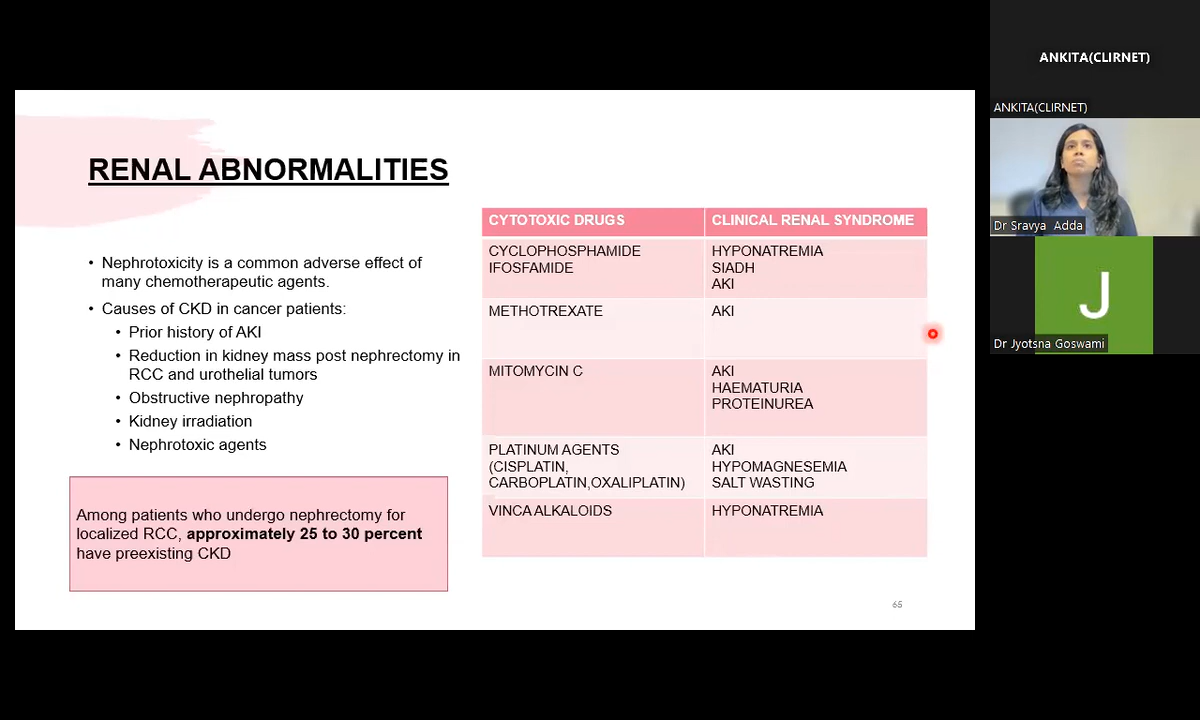 RENAL ABNORMALITIES
• Nephrotoxicity is a common adverse effect of
many chemotherapeutic agents.
• Causes of CKD in cancer patients:
• Prior history of AKI
• Reduction in kidney mass post nephrectomy in
RCC and urothelial tumors
• Obstructive nephropathy
• Kidney irradiation
• Nephrotoxic agents
Among patients who undergo nephrectomy for
localized RCC, approximately 25 to 30 percent
have preexisting CKD
CYTOTOXIC DRUGS
CLINICAL RENAL SYNDROME
CYCLOPHOSPHAMIDE
IFOSFAMIDE
HYPONATREMIA
SIADH
AKI
METHOTREXATE
AKI
MITOMYCIN C
AKI
HAEMATURIA
PROTEINUREA
PLATINUM AGENTS
(CISPLATIN,
CARBOPLATIN,OXALIPLATIN)
AKI
HYPOMAGNESEMIA
SALT WASTING
VINCA ALKALOIDS
HYPONATREMIA
65
ANKITA(CLIRNET)
ANKITA(CLIRNET)
Dr Sravya Adda
J
Dr Jyotsna Goswami